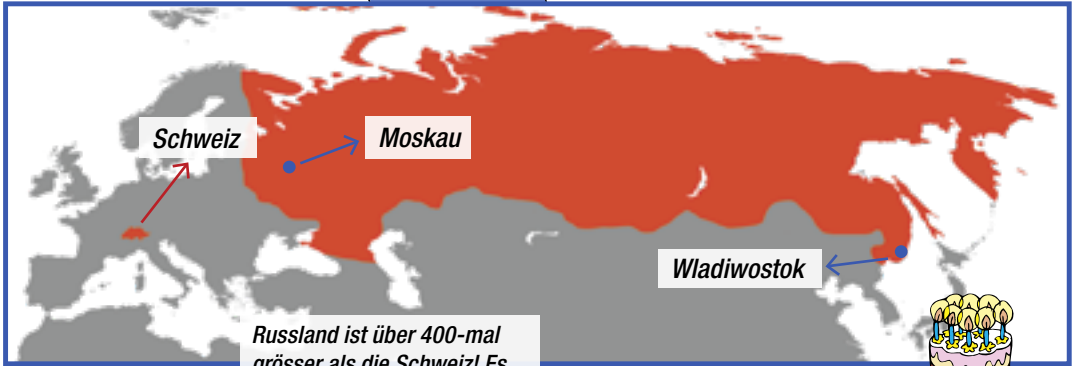 Schweiz
Moskau
Wladiwostok
Russland ist über 400-mal
grösser als die Schweiz! Es